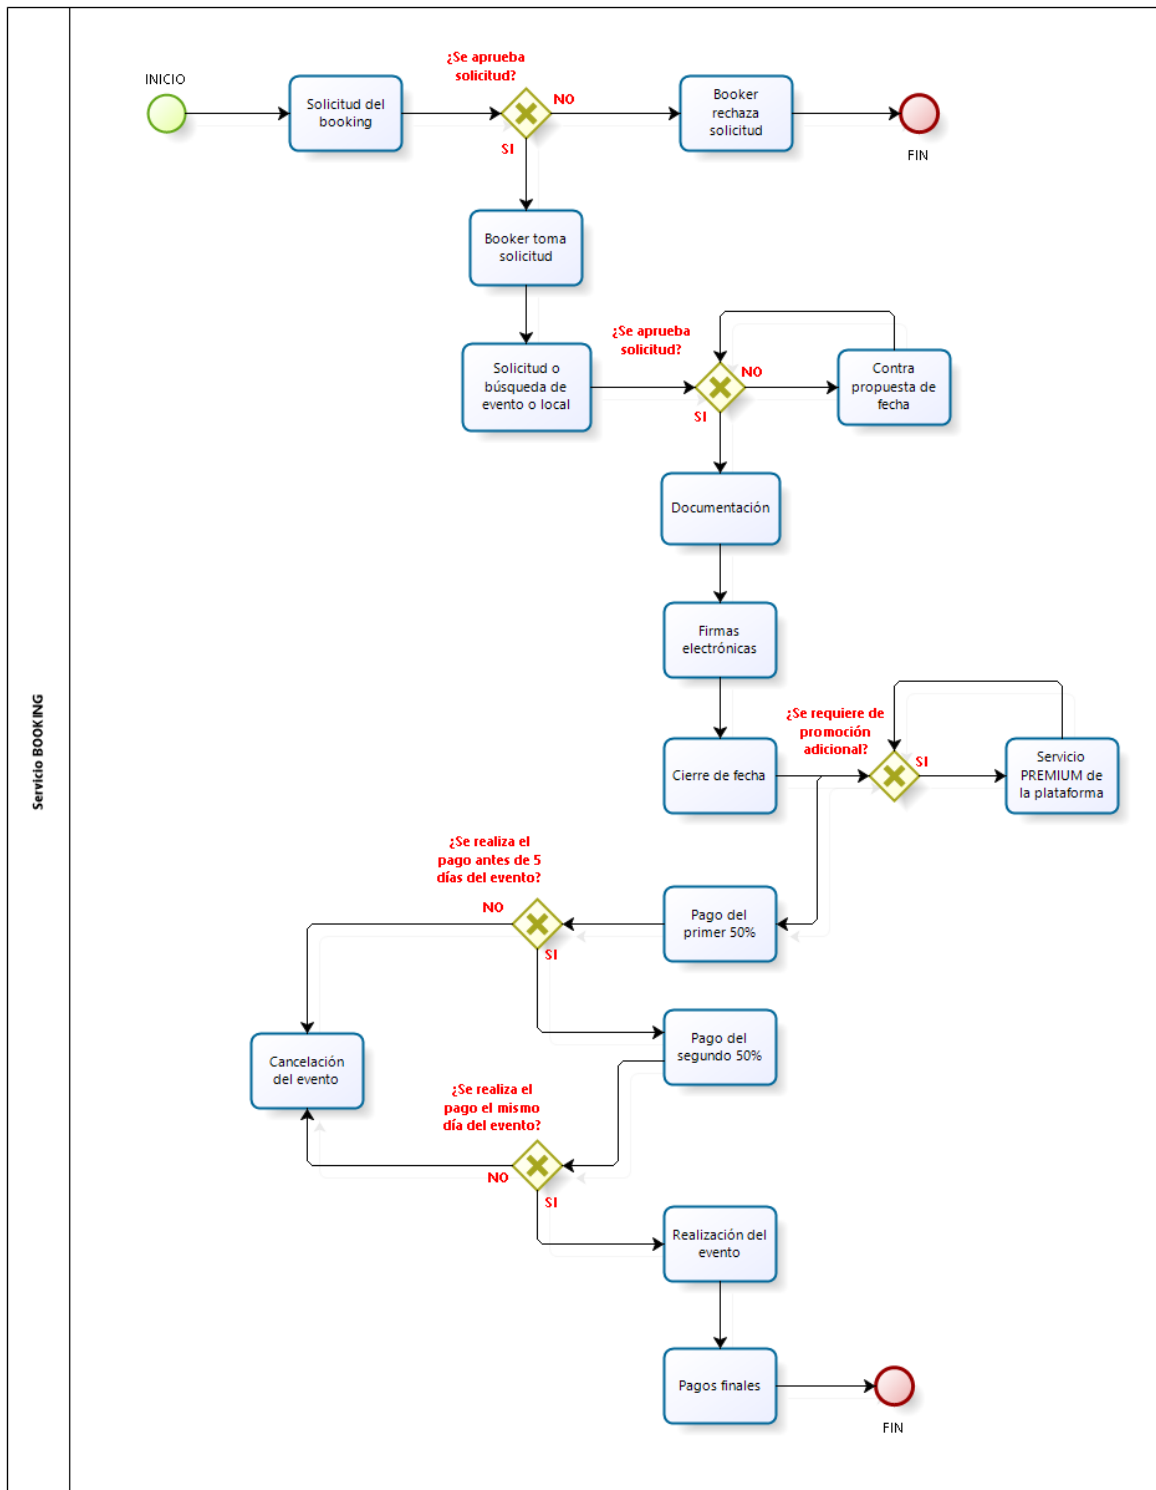 Servicio BOOKING
INICIO
Solicitud del
booking
¿Se aprueba
solicitud?
NO
SI
Booker
rechaza
solicitud
FIN
Booker toma
solicitud
Solicitud o
búsqueda de
evento o local
¿Se aprueba
solicitud?
NO
SI
Contra
propuesta de
fecha
Documentación
Firmas
electrónicas
Cierre de fecha
¿Se requiere de
promoción
adicional?
SI
Servicio
PREMIUM de
la plataforma
Pago del
primer 50%
¿Se realiza el
pago antes de 5
días del evento?
NO
SI
Cancelación
del evento
Pago del
segundo 50%
¿Se realiza el
pago el mismo
día del evento?
NO
SI
Realización del
evento
Pagos finales
FIN